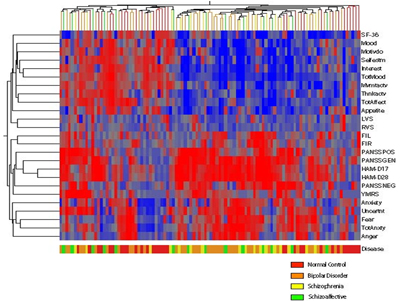 SF-36
Mood
Motivdo
Selfestm
Interest
TotMood
Mvmtactv
Thnkactv
TotAffect
Appetite
LVS
RVS
FIL
FIR
PANSSPOS
PANSSGEN
HAM-D17
HAM-D28
PANSSNEG
YMRS
Anxiety
Uncertnt
Fear
TotAnxty
Anger
Disease
Normal Control
Bipolar Disorder
Schizophrenia
Schizoaffective